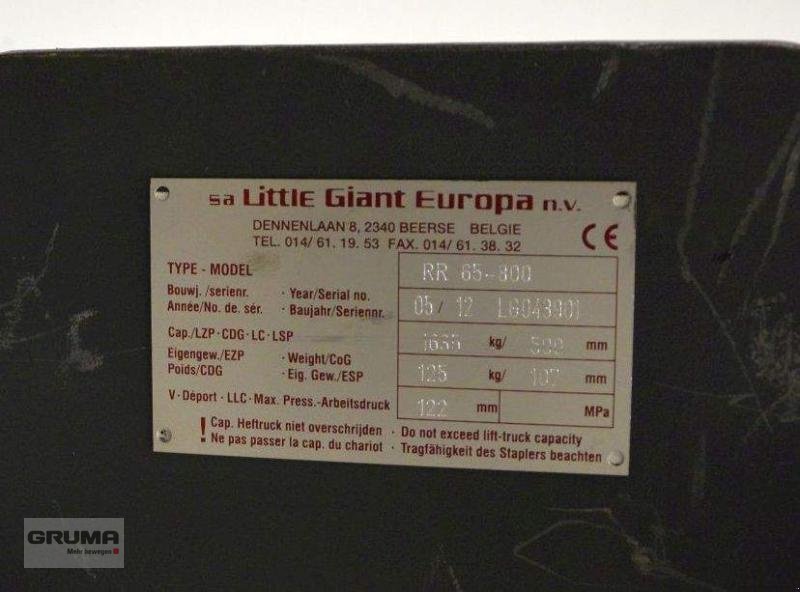 sa Little Giant Europa n.v.
DENNENLAAN 8, 2340 BEERSE BELGIE
TEL. 014/ 61. 19. 53 FAX. 014/ 61. 38. 32
CE
TYPE - MODEL RR 65-800
Bouwj. /serienr. · Year/Serial no.
Année/No. de sér. · Baujahr/Seriennr. 05/ 12 LG043901
Cap./LZP · CDG · LC · LSP 1635 kg/ 500 mm
Eigengew./EZP · Weight/CoG
Poids/CDG · Eig. Gew./ESP 125 kg/ 107 mm
V · Déport · LLC · Max. Press.-Arbeitsdruck 122 mm MPa
! Cap. Heftruck niet overschrijden · Do not exceed lift-truck capacity
Ne pas passer la cap. du chariot · Tragfähigkeit des Staplers beachten
GRUMA
Mehr bewegen